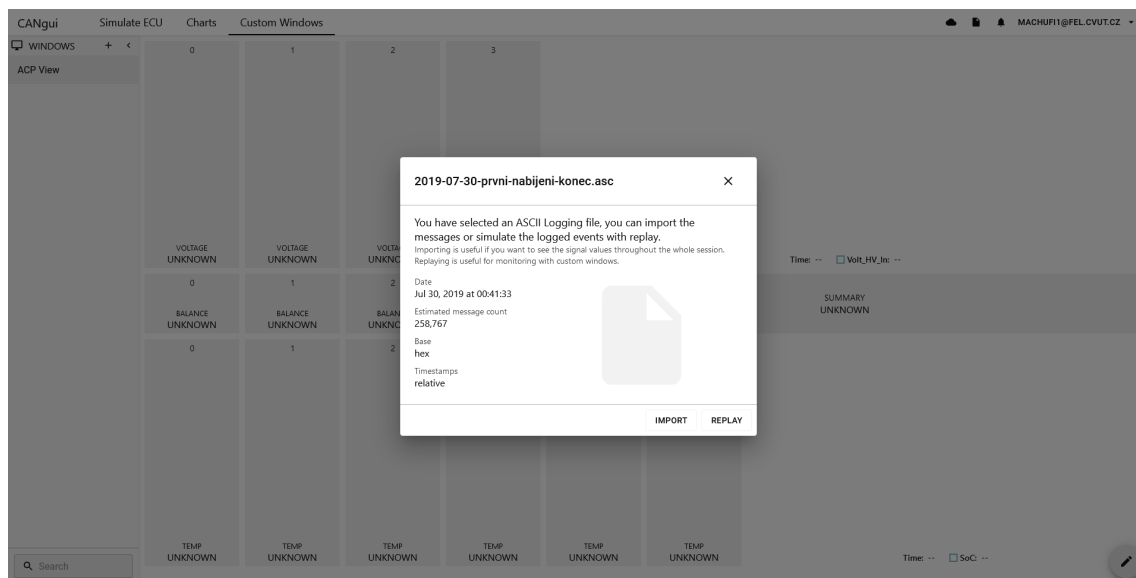 CANgui Simulate ECU Charts Custom Windows MACHUFI1@FEL.CVUT.CZ
WINDOWS + <
ACP View
0 1 2 3
VOLTAGE VOLTAGE VOLTA
UNKNOWN UNKNOWN UNKNO
Time: -- Volt_HV_In: --
0 1 2
BALANCE BALANCE BALAN
UNKNOWN UNKNOWN UNKNO
SUMMARY
UNKNOWN
0 1 2
TEMP TEMP TEMP TEMP TEMP TEMP
UNKNOWN UNKNOWN UNKNOWN UNKNOWN UNKNOWN UNKNOWN
Time: -- SoC: --
Search
2019-07-30-prvni-nabijeni-konec.asc
You have selected an ASCII Logging file, you can import the
messages or simulate the logged events with replay.
Importing is useful if you want to see the signal values throughout the whole session.
Replaying is useful for monitoring with custom windows.
Date
Jul 30, 2019 at 00:41:33
Estimated message count
258,767
Base
hex
Timestamps
relative
IMPORT REPLAY